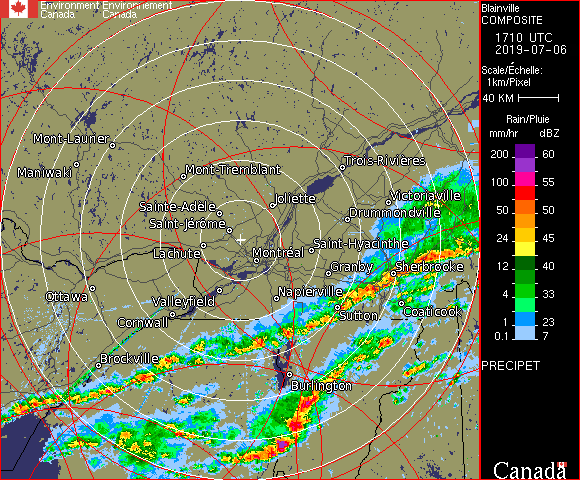 Environment Environnement
Canada Canada
Blainville
COMPOSITE
1710 UTC
2019-07-06
Scale/Échelle:
1km/Pixel
40 KM
Rain/Pluie
mm/hr dBZ
200 60
100 55
50 50
24 45
12 40
4 33
1 23
0.1 7
PRECIPET
Canada
Mont-Laurier
Maniwaki
Mont-Tremblant
Trois-Rivières
Sainte-Adèle
Joliette
Victoriaville
Drummondville
Saint-Jérôme
Saint-Hyacinthe
Lachute
Montréal
Granby
Sherbrooke
Ottawa
Valleyfield
Napierville
Cornwall
Sutton
Coaticook
Brockville
Burlington